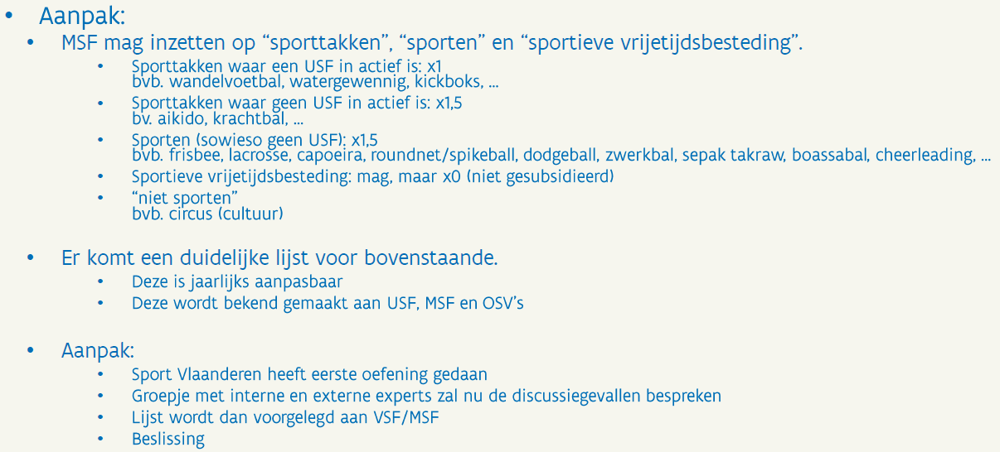 • Aanpak:
• MSF mag inzetten op “sporttakken”, “sporten” en “sportieve vrijetijdsbesteding”.
• Sporttakken waar een USF in actief is: x1
bvb. wandelvoetbal, watergewennig, kickboks, ...
• Sporttakken waar geen USF in actief is: x1,5
bv. aikido, krachtbal, ...
• Sporten (sowieso geen USF): x1,5
bvb. frisbee, lacrosse, capoeira, roundnet/spikeball, dodgeball, zwerkbal, sepak takraw, boassabal, cheerleading, ...
• Sportieve vrijetijdsbesteding: mag, maar x0 (niet gesubsidieerd)
• “niet sporten”
bvb. circus (cultuur)
• Er komt een duidelijke lijst voor bovenstaande.
• Deze is jaarlijks aanpasbaar
• Deze wordt bekend gemaakt aan USF, MSF en OSV’s
• Aanpak:
• Sport Vlaanderen heeft eerste oefening gedaan
• Groepje met interne en externe experts zal nu de discussiegevallen bespreken
• Lijst wordt dan voorgelegd aan VSF/MSF
• Beslissing